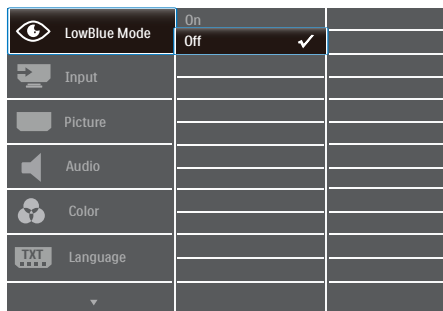 LowBlue Mode
On
Off
Input
Picture
Audio
Color
TXT
Language